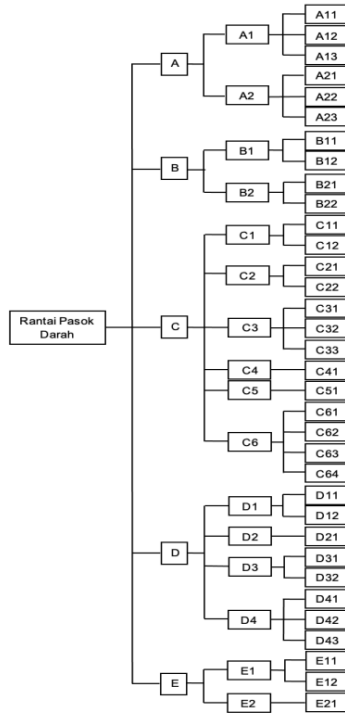 A11
A1
A12
A13
A
A21
A2
A22
A23
B11
B1
B12
B
B21
B2
B22
C11
C1
C12
C21
C2
C22
C31
Rantai Pasok
Darah
C
C3
C32
C33
C4
C41
C5
C51
C61
C62
C6
C63
C64
D11
D1
D12
D2
D21
D
D31
D3
D32
D41
D4
D42
D43
E11
E1
E12
E
E2
E21